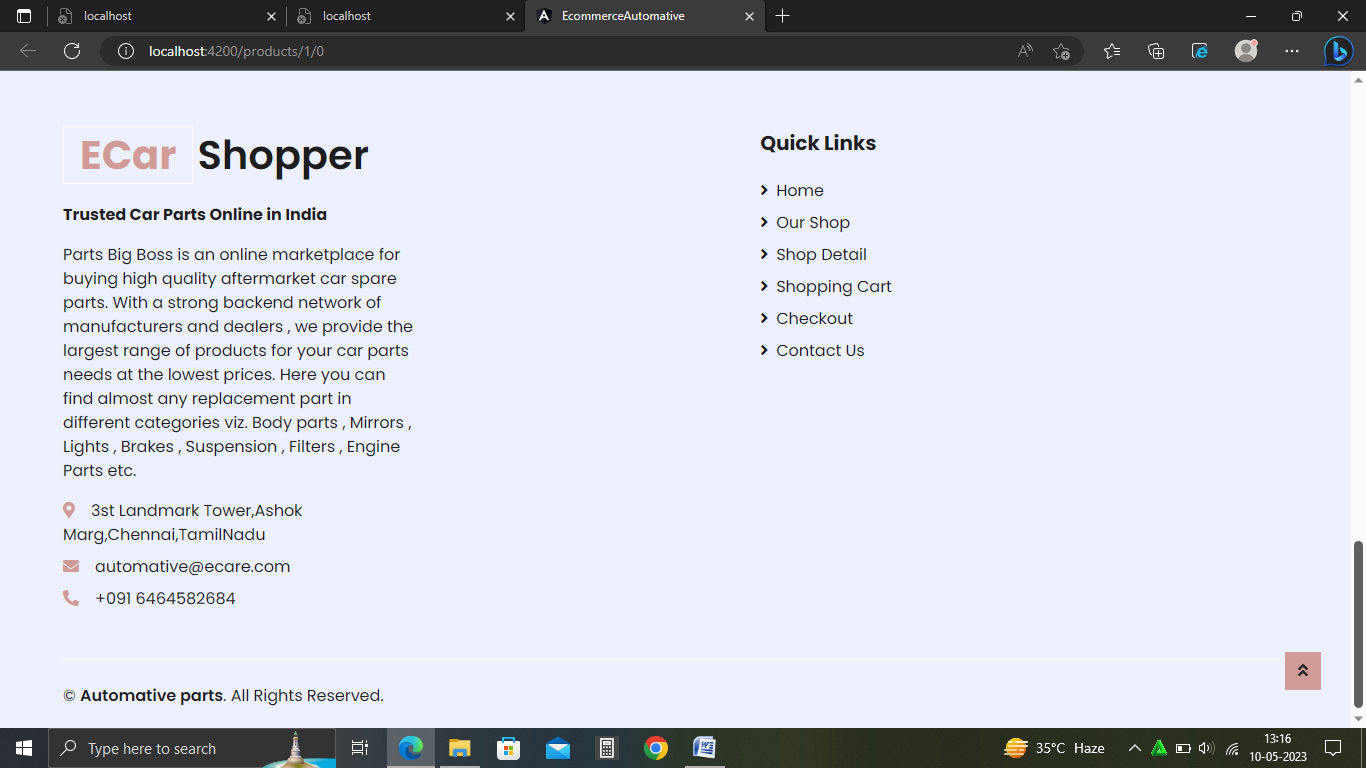 localhost
localhost
EcommerceAutomative
localhost:4200/products/1/0
ECar Shopper
Trusted Car Parts Online in India
Parts Big Boss is an online marketplace for
buying high quality aftermarket car spare
parts. With a strong backend network of
manufacturers and dealers , we provide the
largest range of products for your car parts
needs at the lowest prices. Here you can
find almost any replacement part in
different categories viz. Body parts , Mirrors ,
Lights , Brakes , Suspension , Filters , Engine
Parts etc.
3st Landmark Tower,Ashok
Marg,Chennai,TamilNadu
automative@ecare.com
+091 6464582684
Quick Links
Home
Our Shop
Shop Detail
Shopping Cart
Checkout
Contact Us
© Automative parts. All Rights Reserved.
Type here to search
35°C Haze
13:16
10-05-2023